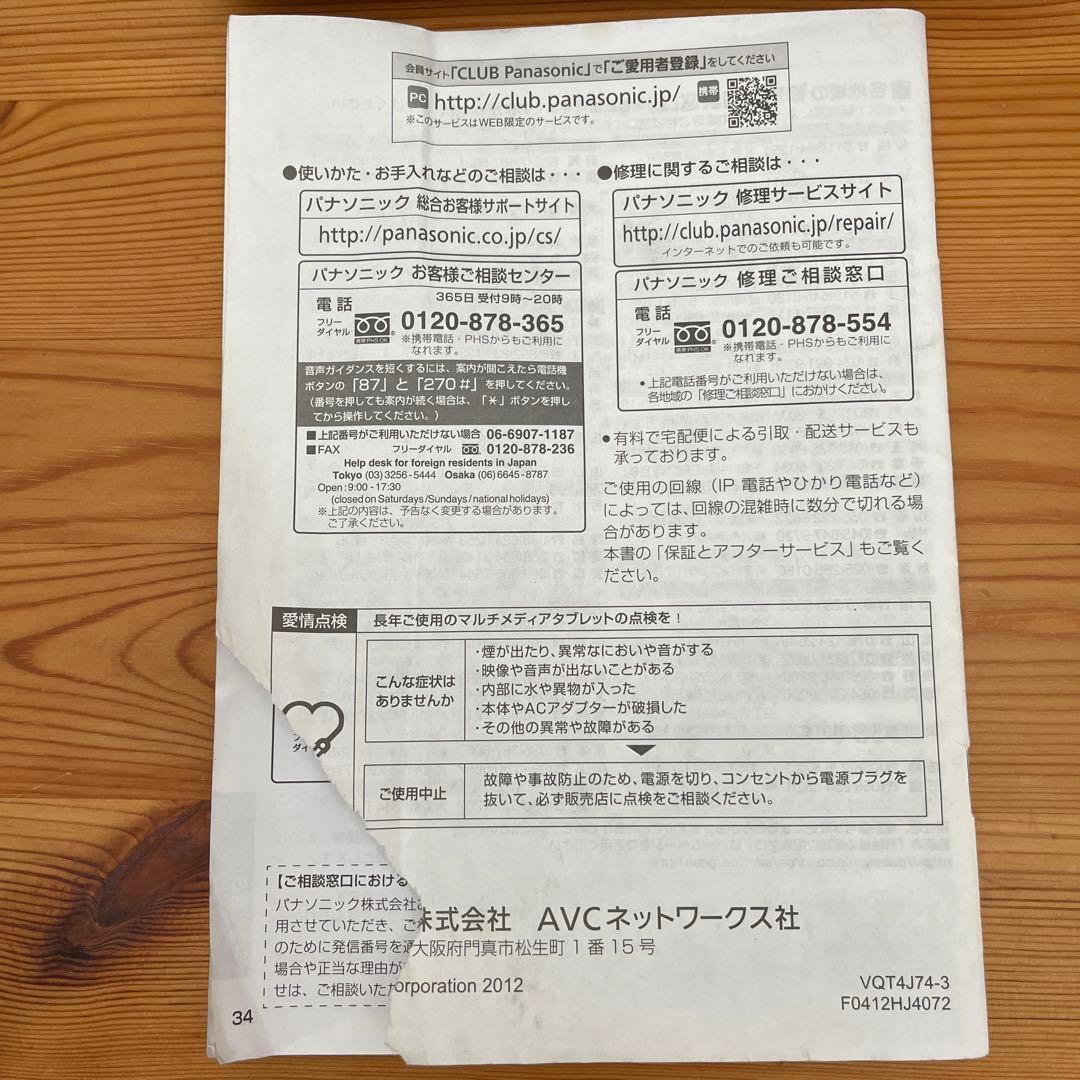 会員サイト「CLUB Panasonic」で「ご愛用者登録」をしてください
PC http://club.panasonic.jp/ 携帯
※このサービスはWEB限定のサービスです。
●使いかた・お手入れなどのご相談は・・・
パナソニック 総合お客様サポートサイト
http://panasonic.co.jp/cs/
パナソニック お客様ご相談センター
365日 受付9時～20時
電話
フリーダイヤル 携帯・PHS OK 0120-878-365
※携帯電話・PHSからもご利用に
なれます。
音声ガイダンスを短くするには、案内が聞こえたら電話機
ボタンの「87」と「270#」を押してください。
(番号を押しても案内が続く場合は、「＊」ボタンを押し
てから操作してください。)
■上記番号がご利用いただけない場合 06-6907-1187
■FAX フリーダイヤル 0120-878-236
Help desk for foreign residents in Japan
Tokyo (03) 3256-5444 Osaka (06) 6645-8787
Open : 9:00 - 17:30
(closed on Saturdays /Sundays / national holidays)
※上記の内容は、予告なく変更する場合があります。
ご了承ください。
●修理に関するご相談は・・・
パナソニック 修理サービスサイト
http://club.panasonic.jp/repair/
インターネットでのご依頼も可能です。
パナソニック 修理ご相談窓口
電話
フリーダイヤル 携帯・PHS OK 0120-878-554
※携帯電話・PHSからもご利用に
なれます。
・上記電話番号がご利用いただけない場合は、
各地域の「修理ご相談窓口」におかけください。
●有料で宅配便による引取・配送サービスも
承っております。
ご使用の回線（IP 電話やひかり電話など）
によっては、回線の混雑時に数分で切れる場
合があります。
本書の「保証とアフターサービス」もご覧く
ださい。
愛情点検 長年ご使用のマルチメディアタブレットの点検を！
こんな症状は
ありませんか
・煙が出たり、異常なにおいや音がする
・映像や音声が出ないことがある
・内部に水や異物が入った
・本体やACアダプターが破損した
・その他の異常や故障がある
ご使用中止
故障や事故防止のため、電源を切り、コンセントから電源プラグを
抜いて、必ず販売店に点検をご相談ください。
【ご相談窓口における
パナソニック株式会社
用させていただき、ご
のために発信番号を通
場合や正当な理由が
せは、ご相談いただ
株式会社 AVCネットワークス社
大阪府門真市松生町1番15号
orporation 2012
VQT4J74-3
F0412HJ4072
34